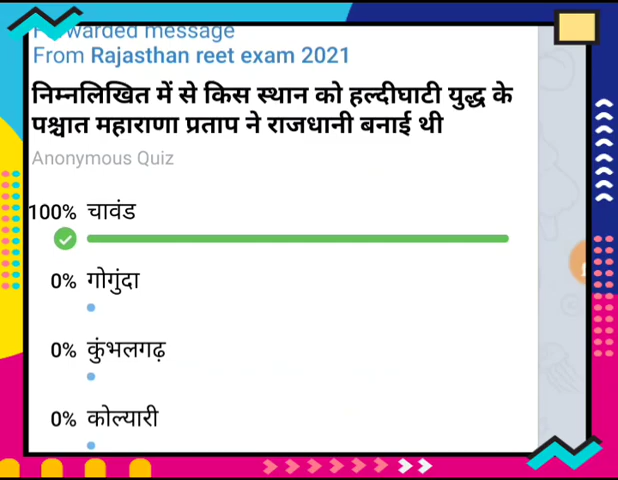 Forwarded message
From Rajasthan reet exam 2021
निम्नलिखित में से किस स्थान को हल्दीघाटी युद्ध के
पश्चात महाराणा प्रताप ने राजधानी बनाई थी
Anonymous Quiz
100% चावंड
0% गोगुंदा
0% कुंभलगढ़
0% कोल्यारी